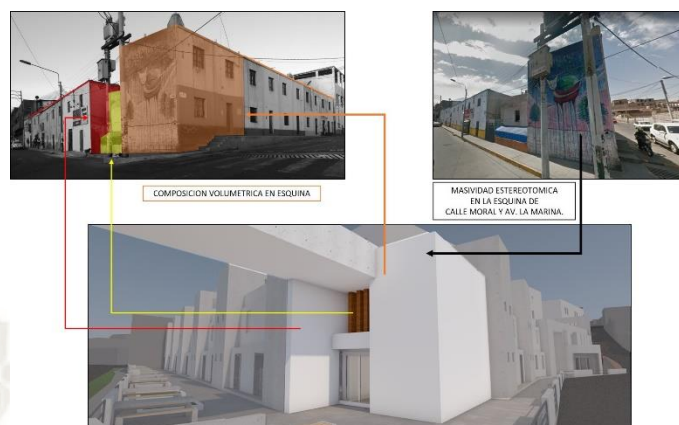 COMPOSICION VOLUMETRICA EN ESQUINA
MASIVIDAD ESTEREOTOMICA
EN LA ESQUINA DE
CALLE MORAL Y AV. LA MARINA.